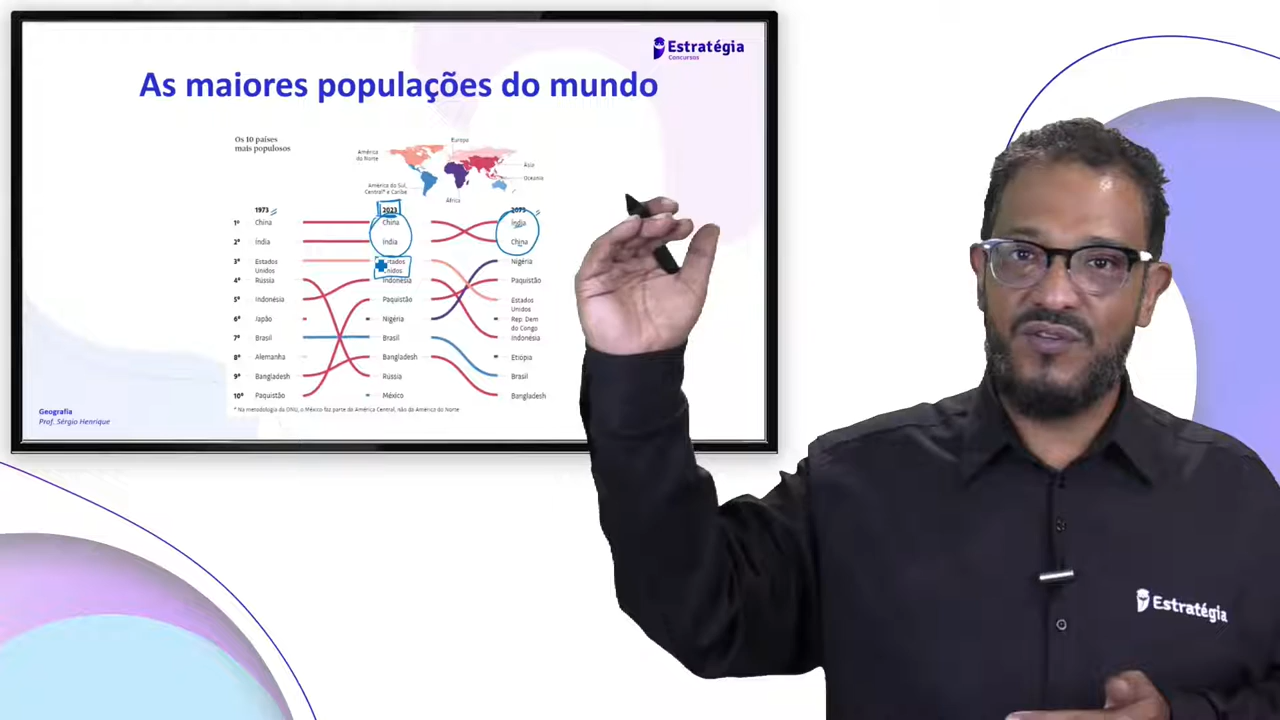 Estratégia
Concursos
As maiores populações do mundo
Os 10 países
mais populosos
Europa
América
do Norte
Ásia
Oceania
América do Sul,
Central* e Caribe
África
1973 2023 2073
1º China China Índia
2º Índia Índia China
3º Estados Unidos Estados Unidos Nigéria
4º Rússia Indonésia Paquistão
5º Indonésia Paquistão Estados Unidos
6º Japão Nigéria Rep Dem do Congo
7º Brasil Brasil Indonésia
8º Alemanha Bangladesh Etiópia
9º Bangladesh Rússia Brasil
10º Paquistão México Bangladesh
* Na metodologia da ONU, o México faz parte da América Central, não da América do Norte
Geografia
Prof. Sérgio Henrique
Estratégia